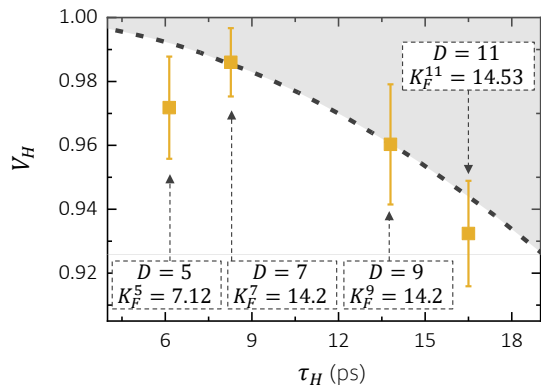 1.00
0.98
0.96
0.94
0.92
V_H
D = 11
K_F^11 = 14.53
D = 5
K_F^5 = 7.12
D = 7
K_F^7 = 14.2
D = 9
K_F^9 = 14.2
6 9 12 15 18
τ_H (ps)